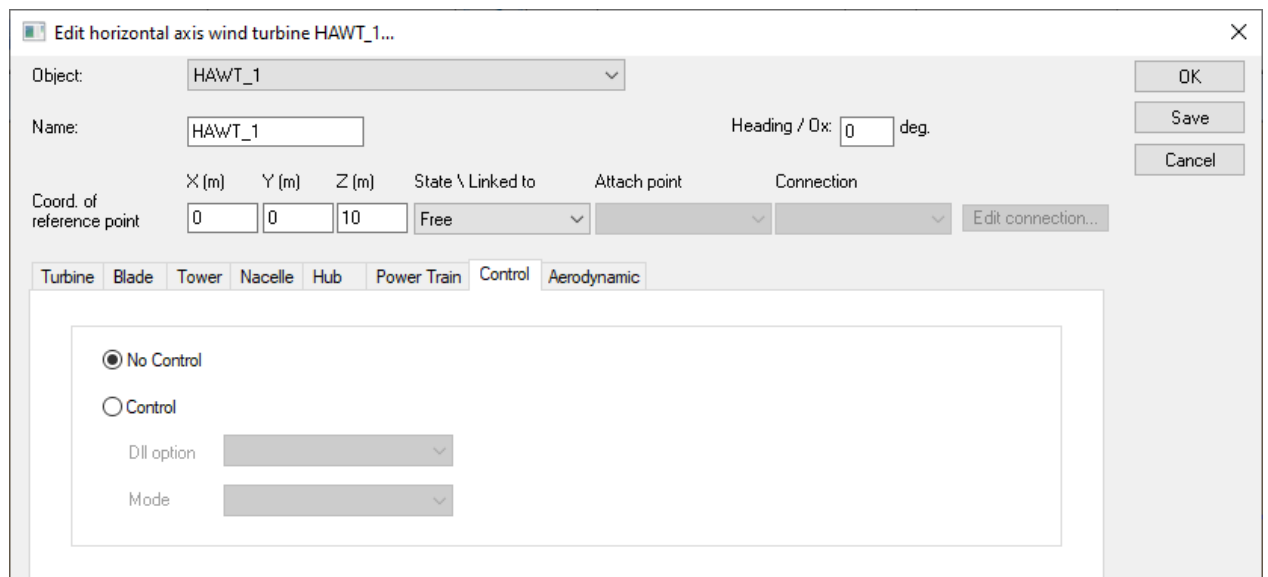 Edit horizontal axis wind turbine HAWT_1...
Object: HAWT_1 OK
Name: HAWT_1 Heading / Ox: 0 deg. Save
Cancel
X (m) Y (m) Z (m) State \ Linked to Attach point Connection
Coord. of
reference point 0 0 10 Free Edit connection...
Turbine Blade Tower Nacelle Hub Power Train Control Aerodynamic
No Control
Control
Dll option
Mode